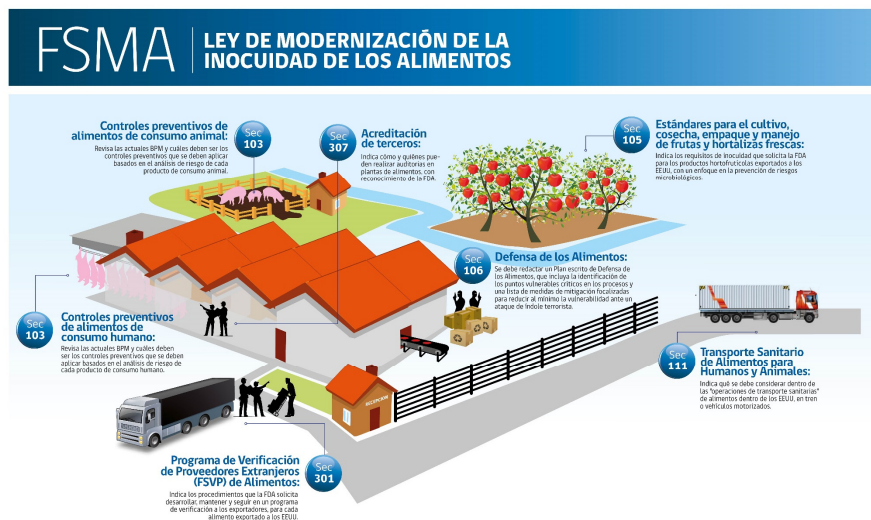 FSMA
LEY DE MODERNIZACIÓN DE LA
INOCUIDAD DE LOS ALIMENTOS
Controles preventivos de
alimentos de consumo animal:
Revisa las actuales BPM y cuáles deben ser los
controles preventivos que se deben aplicar
basados en el análisis de riesgo de cada
producto de consumo animal.
Sec
103
Sec
307
Acreditación
de terceros:
Indica cómo y quiénes pue-
den realizar auditorías en
plantas de alimentos, con
reconocimiento de la FDA.
Sec
105
Estándares para el cultivo,
cosecha, empaque y manejo
de frutas y hortalizas frescas:
Indica los requisitos de inocuidad que solicita la FDA
para los productos hortofrutícolas exportados a los
EEUU, con un enfoque en la prevención de riesgos
microbiológicos.
Sec
106
Defensa de los Alimentos:
Se debe redactar un Plan escrito de Defensa de
los Alimentos, que incluya la identificación de
los puntos vulnerables críticos en los procesos y
una lista de medidas de mitigación focalizadas
para reducir al mínimo la vulnerabilidad ante un
ataque de índole terrorista.
Sec
103
Controles preventivos
de alimentos de
consumo humano:
Revisa las actuales BPM y cuáles deben
ser los controles preventivos que se deben
aplicar basados en el análisis de riesgo de
cada producto de consumo humano.
Sec
111
Transporte Sanitario
de Alimentos para
Humanos y Animales:
Indica qué se debe considerar dentro de
las "operaciones de transporte sanitarias"
de alimentos dentro de los EEUU, en tren
o vehículos motorizados.
RECEPCIÓN
Programa de Verificación
de Proveedores Extranjeros
(FSVP) de Alimentos:
Indica los procedimientos que la FDA solicita
desarrollar, mantener y seguir en un programa
de verificación a los exportadores, para cada
alimento exportado a los EEUU.
Sec
301